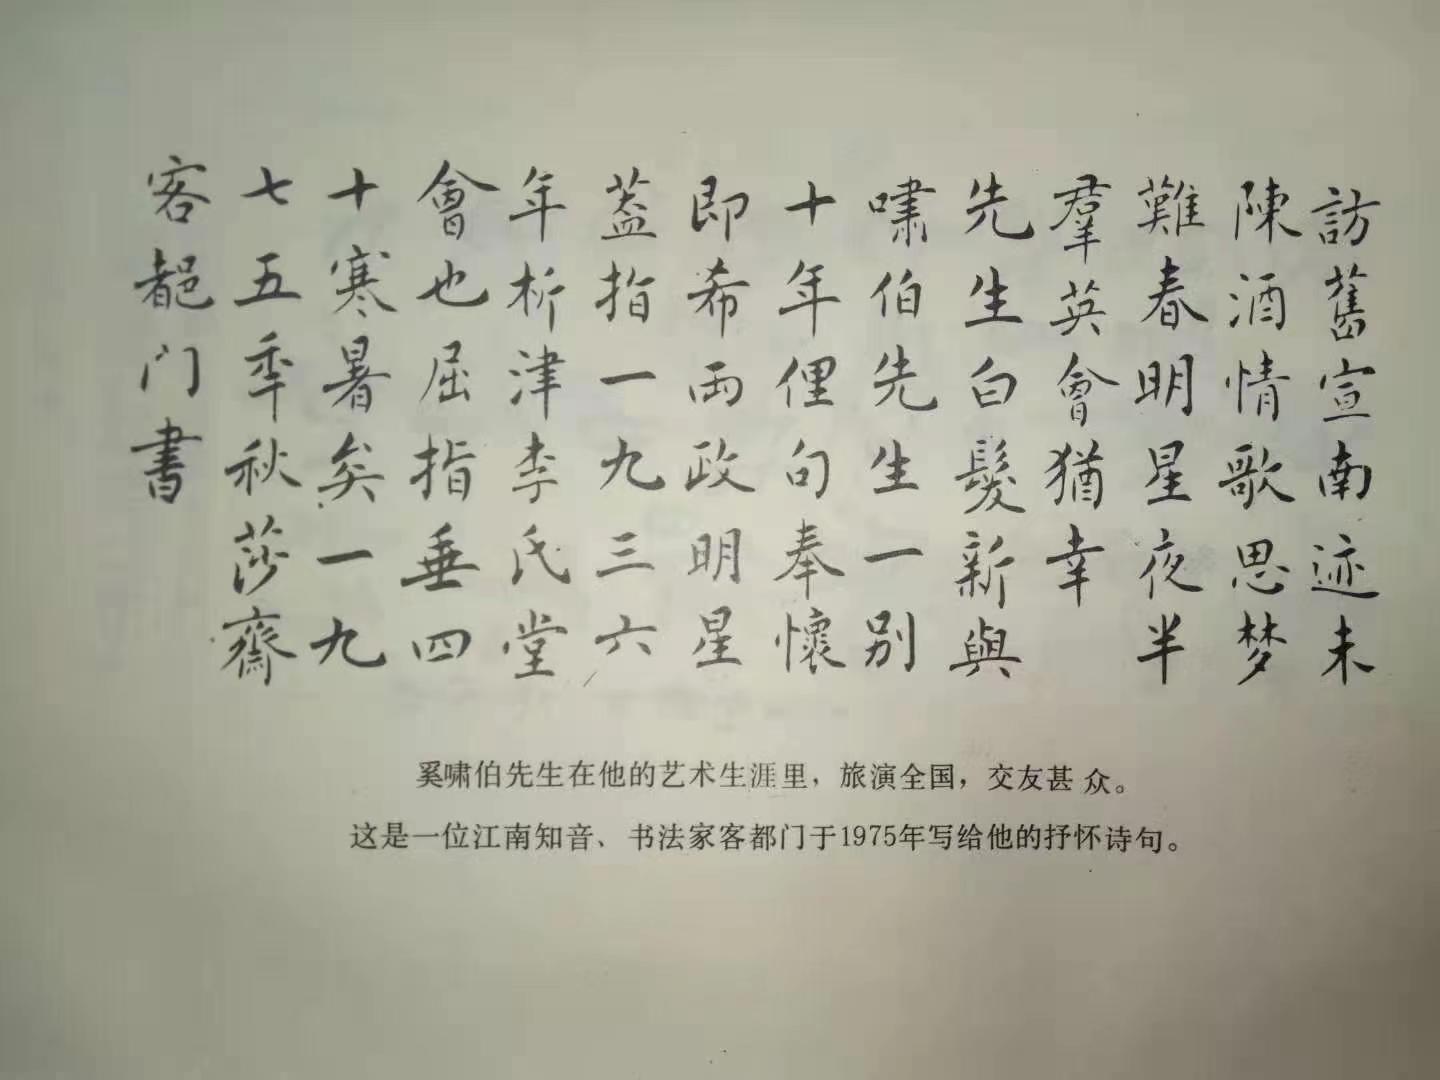 訪舊宣南迹未
陳酒情歌思梦
難春明星夜半
羣英會猶幸
先生白髮新與
嘯伯先生一别
十年俚句奉懷
即希両政明星
葢指一九三六
年析津李氏堂
會也屈指垂四
十寒暑矣一九
七五季秋莎齋
客都门書
奚啸伯先生在他的艺术生涯里，旅演全国，交友甚众。
这是一位江南知音、书法家客都门于1975年写给他的抒怀诗句。